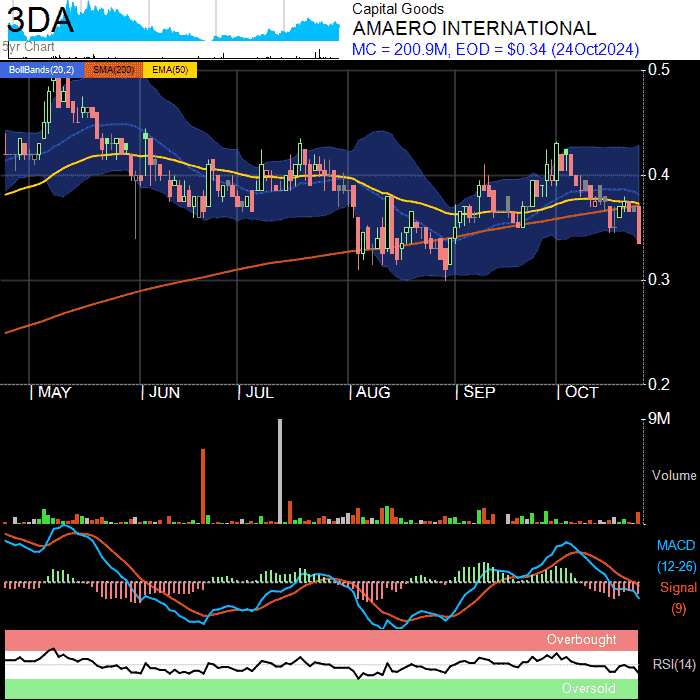 3DA
5yr Chart
Capital Goods
AMAERO INTERNATIONAL
MC = 200.9M, EOD = $0.34 (24Oct2024)
BollBands(20,2) SMA(200) EMA(50)
0.5
0.4
0.3
0.2
MAY JUN JUL AUG SEP OCT
9M
Volume
MACD
(12-26)
Signal
(9)
Overbought
RSI(14)
Oversold